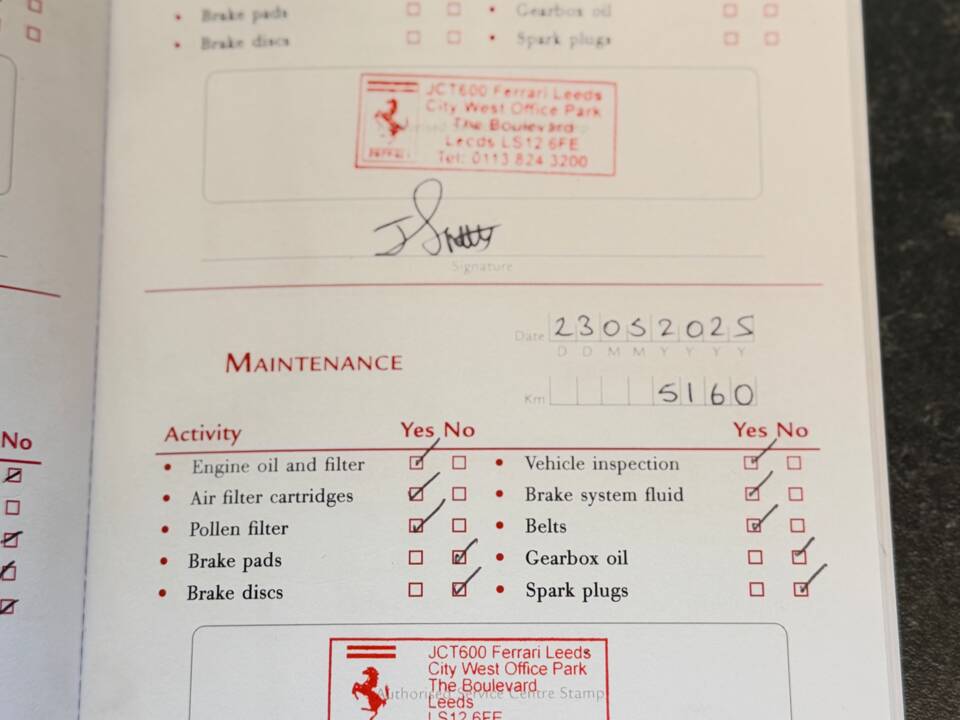 Brake pads
Gearbox oil
Brake discs
Spark plugs
JCT600 Ferrari Leeds
City West Office Park
The Boulevard
Leeds LS12 6FE
Tel: 0113 824 3200
Ferrari
Signature
Date 23052025
D D M M Y Y Y Y
MAINTENANCE
Km 5160
No
Activity Yes No Yes No
• Engine oil and filter
• Vehicle inspection
• Air filter cartridges
• Brake system fluid
• Pollen filter
• Belts
• Brake pads
• Gearbox oil
• Brake discs
• Spark plugs
JCT600 Ferrari Leeds
City West Office Park
The Boulevard
Authorised Service Centre Stamp
Leeds
LS12 6FE